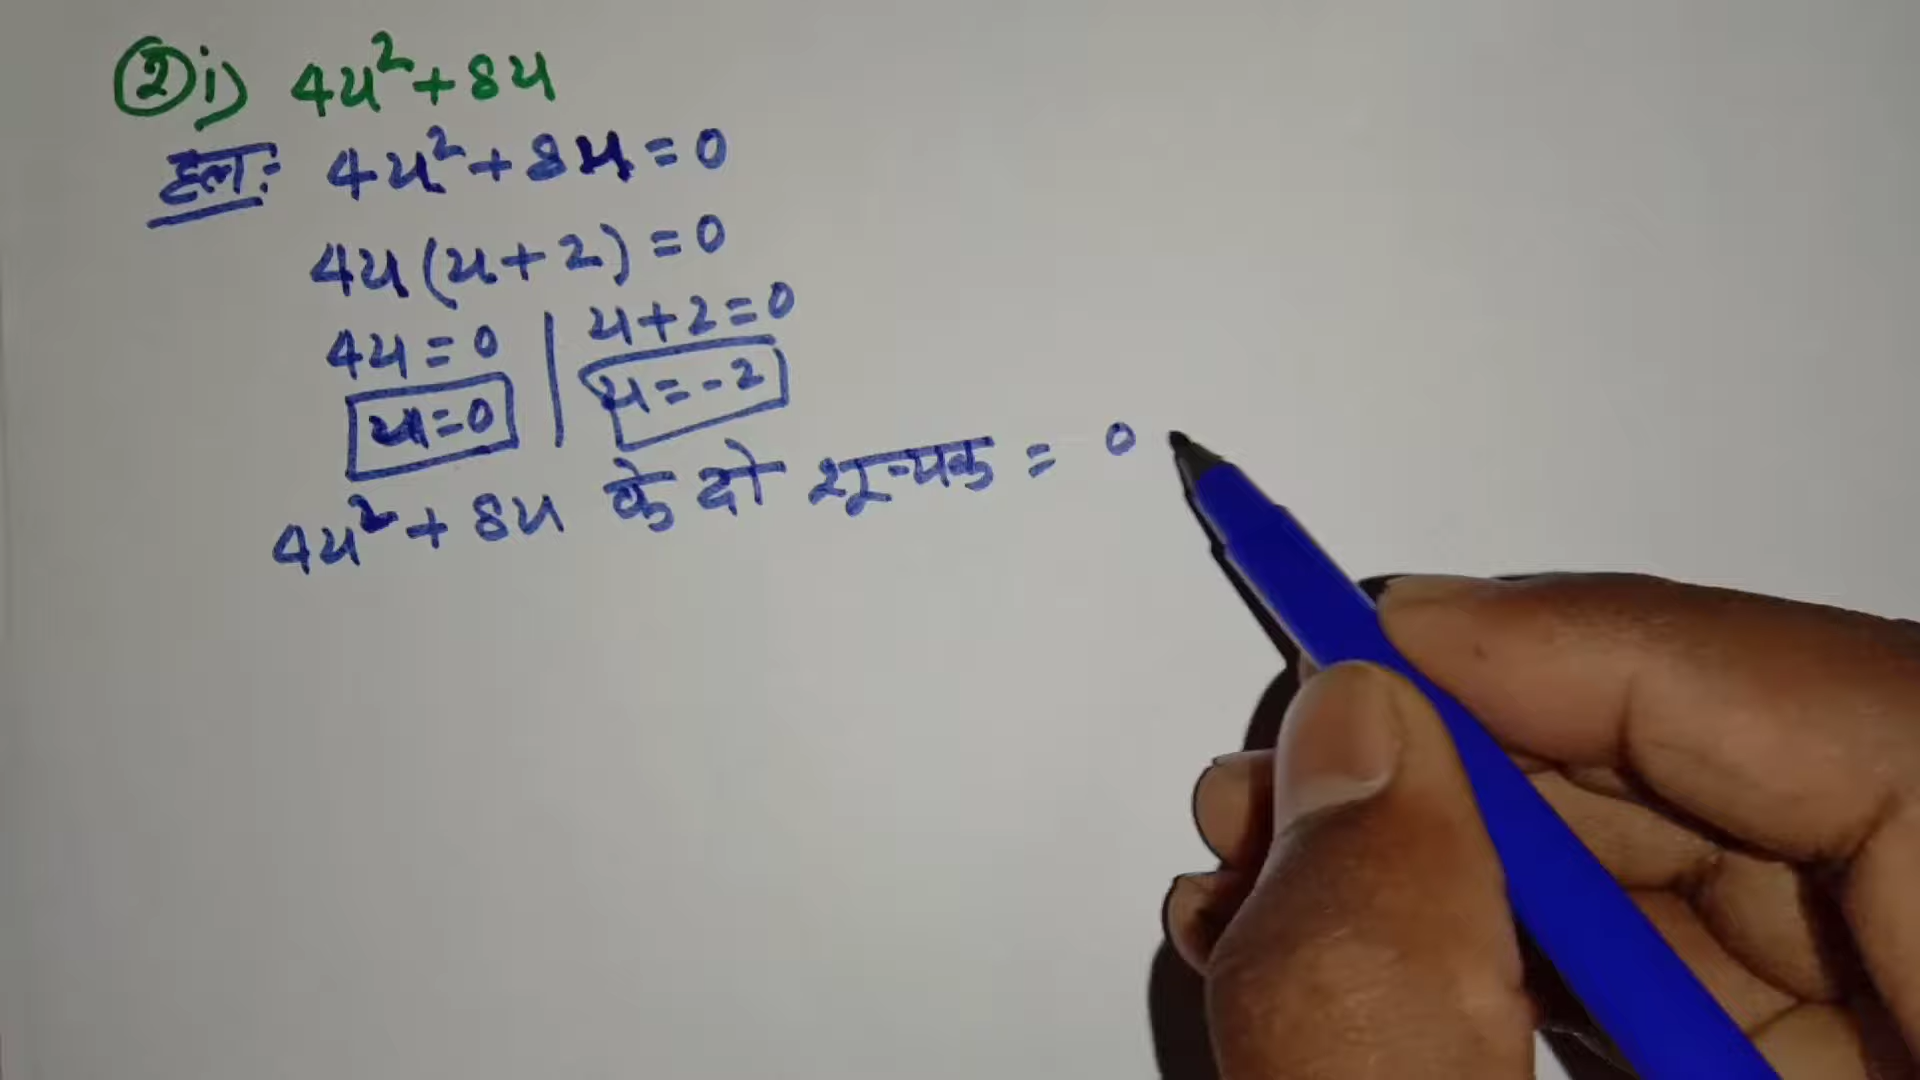 ② i) 4u² + 8u
हल:- 4u² + 8u = 0
4u (u + 2) = 0
4u = 0 | u + 2 = 0
u = 0 | u = -2
4u² + 8u के दो शून्यक = 0